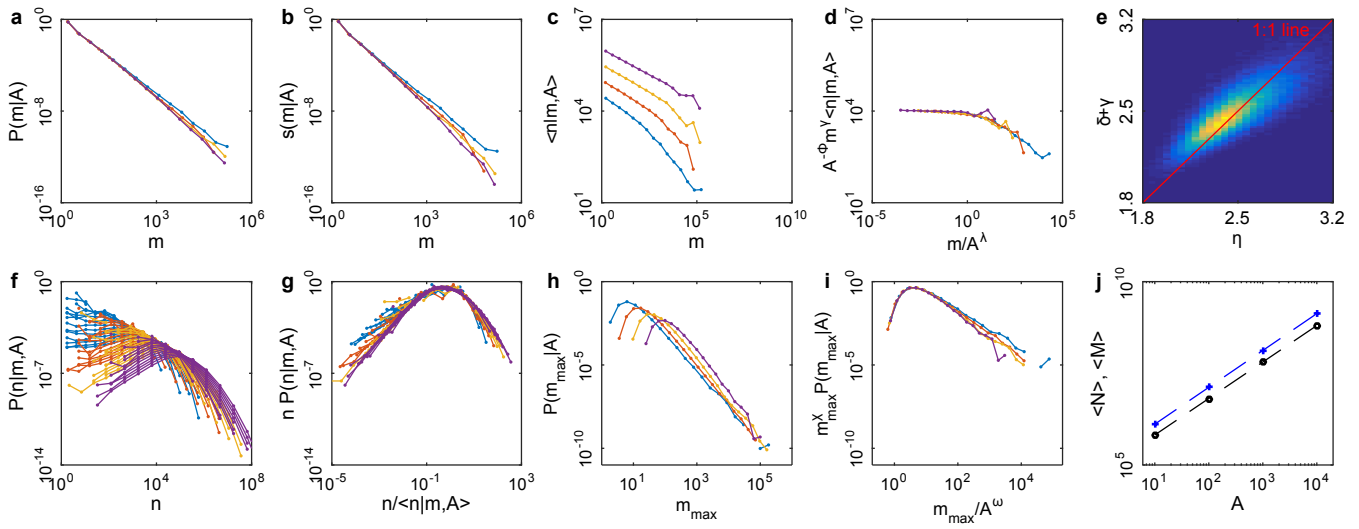 a
10^0
10^-8
10^-16
P(m|A)
10^0
10^3
10^6
m
b
10^0
10^-8
10^-16
s(m|A)
10^0
10^3
10^6
m
c
10^10
10^5
10^1
<n|m,A>
10^0
10^5
10^10
m
d
10^10
10^4
10^1
A^-Φ m^γ <n|m,A>
10^-5
10^0
10^5
m/A^λ
e
3.2
2.5
1.8
δ+γ
1:1 line
1.8
2.5
3.2
η
f
10^0
10^-7
10^-14
P(n|m,A)
10^0
10^4
10^8
n
g
10^0
10^-7
10^-14
n P(n|m,A)
10^-5
10^-1
10^3
n/<n|m,A>
h
10^0
10^-5
10^-10
P(m_max|A)
10^0
10^5
m_max
i
10^0
10^-5
10^-10
m_max^χ P(m_max|A)
10^0
10^2
10^4
m_max/A^ω
j
10^10
10^5
<N>, <M>
10^1
10^2
10^3
10^4
A